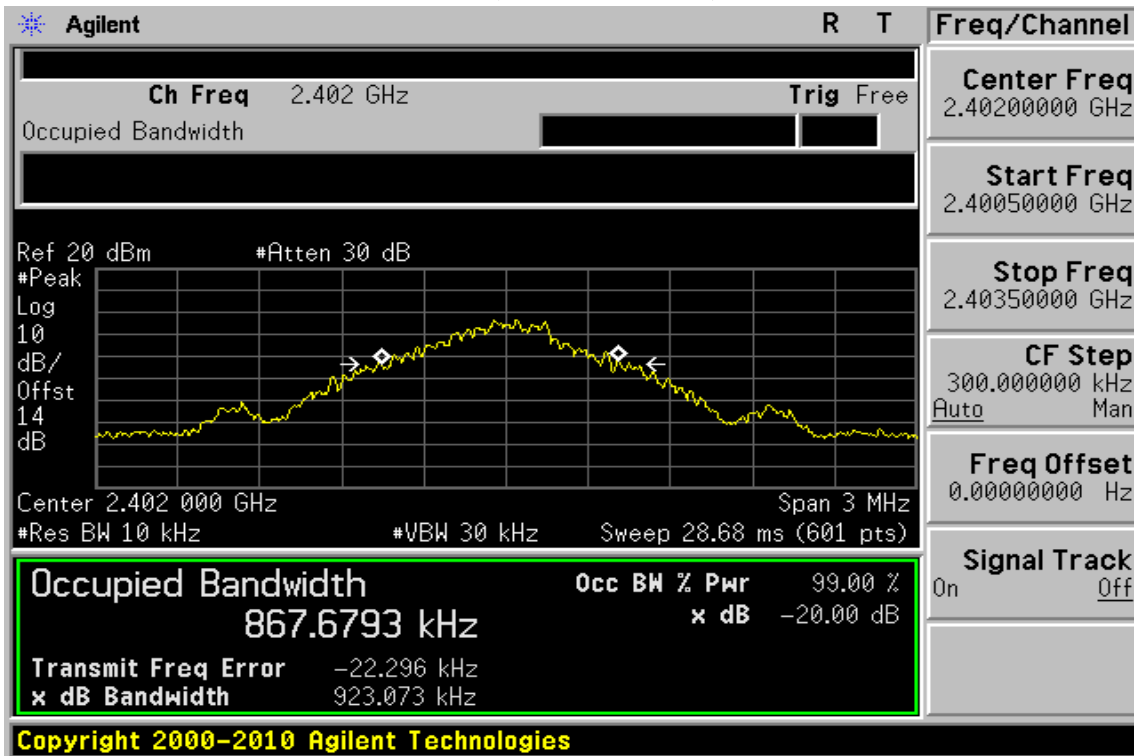 Agilent R T
Ch Freq 2.402 GHz Trig Free
Occupied Bandwidth
Ref 20 dBm #Atten 30 dB
#Peak
Log
10
dB/
Offst
14
dB
Center 2.402 000 GHz Span 3 MHz
#Res BW 10 kHz #VBW 30 kHz Sweep 28.68 ms (601 pts)
Occupied Bandwidth
867.6793 kHz
Occ BW % Pwr 99.00 %
x dB -20.00 dB
Transmit Freq Error -22.296 kHz
x dB Bandwidth 923.073 kHz
Copyright 2000-2010 Agilent Technologies
Freq/Channel
Center Freq
2.40200000 GHz
Start Freq
2.40050000 GHz
Stop Freq
2.40350000 GHz
CF Step
300.000000 kHz
Auto Man
Freq Offset
0.00000000 Hz
Signal Track
On Off